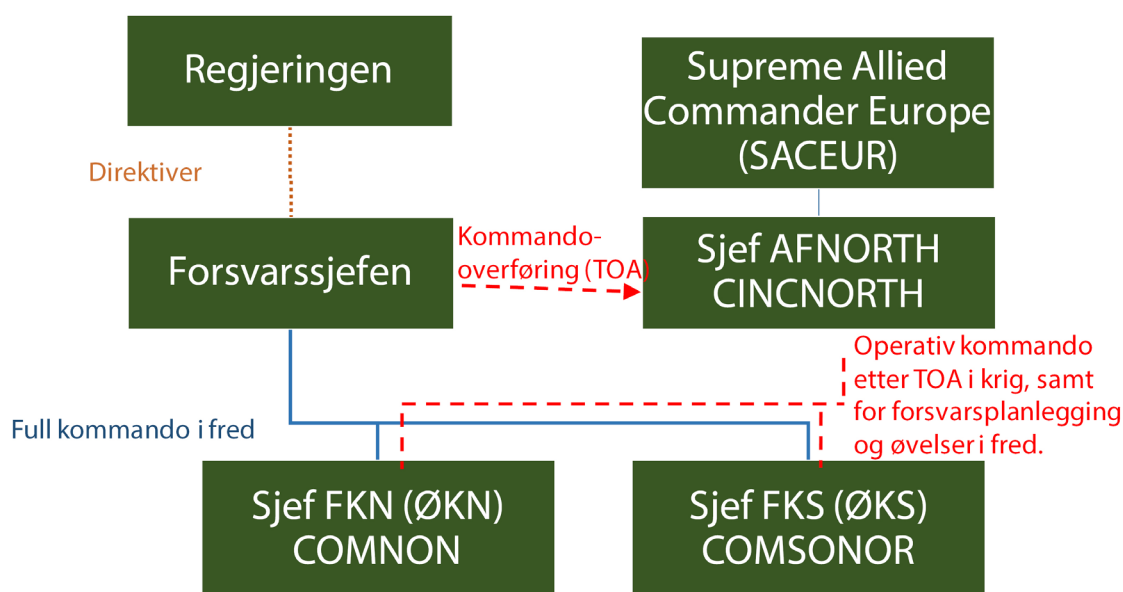 Regjeringen
Supreme Allied
Commander Europe
(SACEUR)
Direktiver
Forsvarssjefen
Kommando-
overføring (TOA)
Sjef AFNORTH
CINCNORTH
Operativ kommando
etter TOA i krig, samt
for forsvarsplanlegging
og øvelser i fred.
Full kommando i fred
Sjef FKN (ØKN)
COMNON
Sjef FKS (ØKS)
COMSONOR